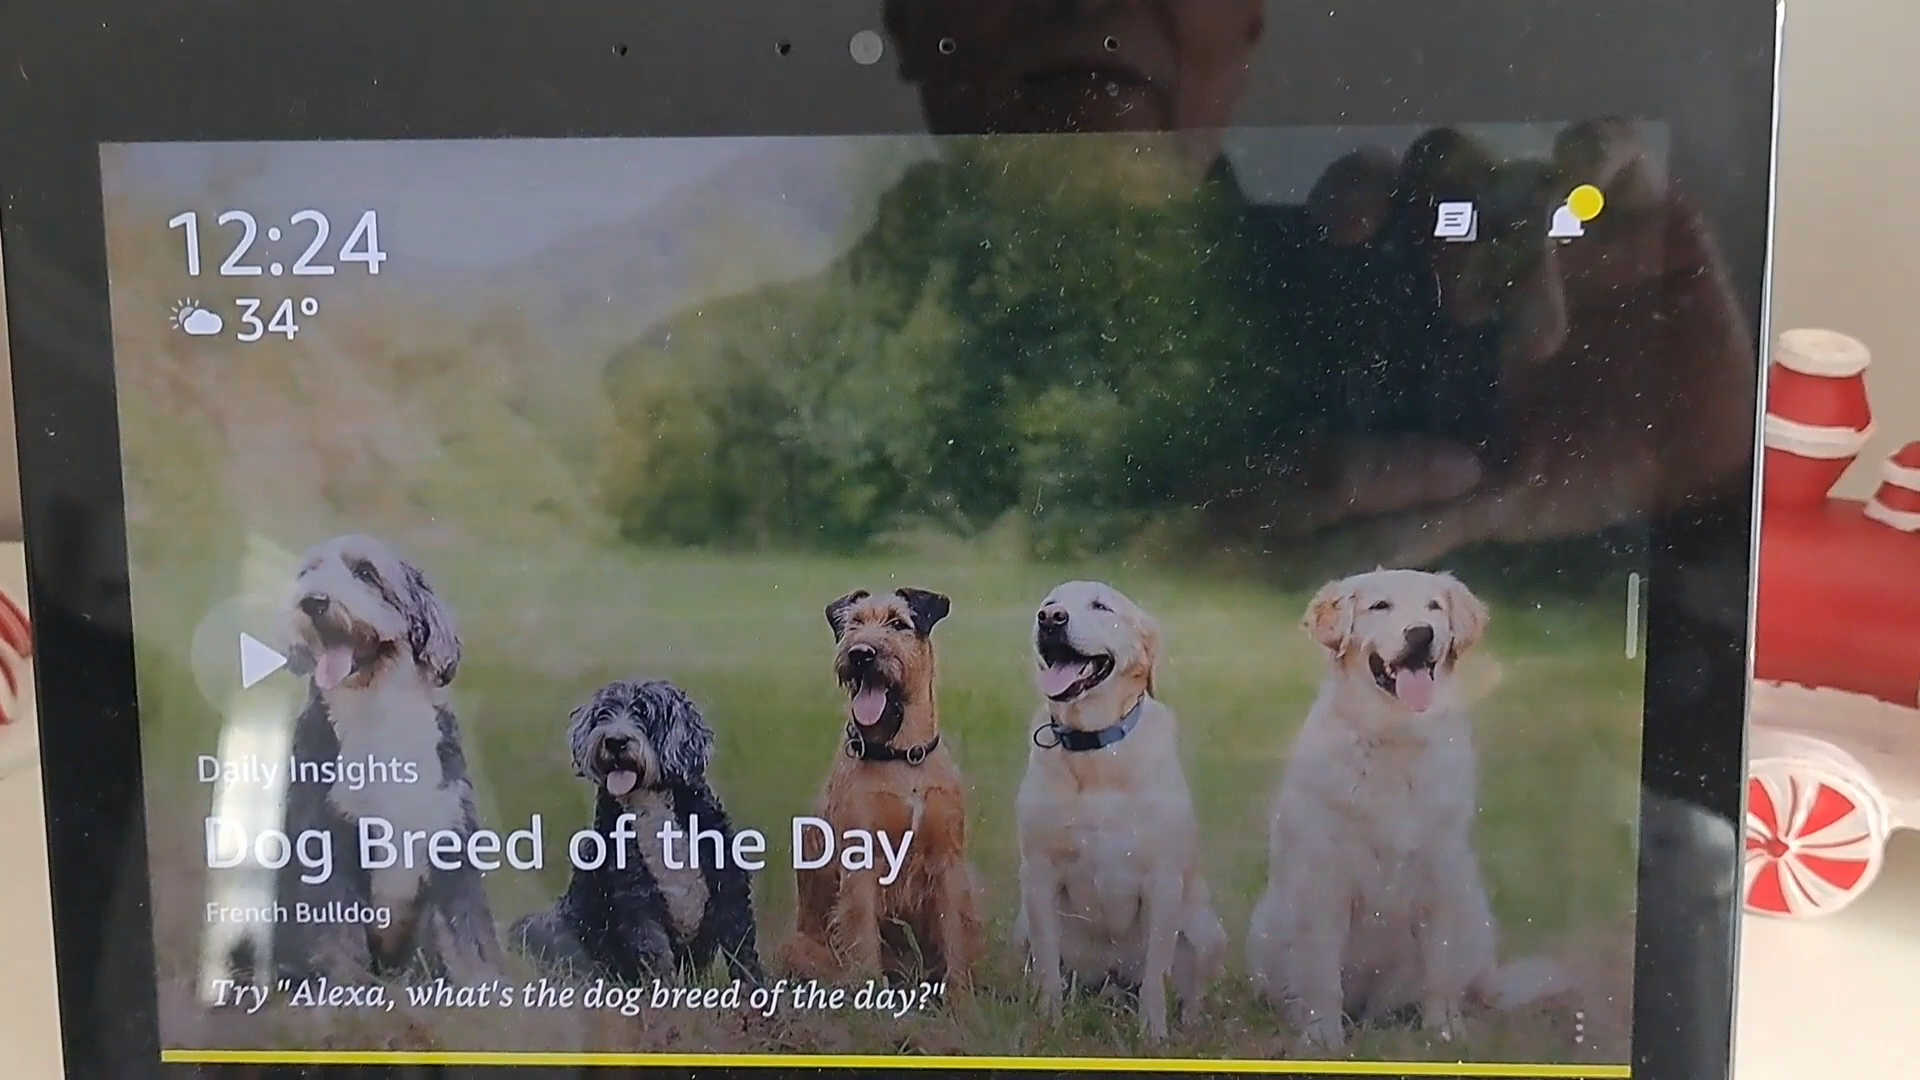 12:24
34°
Daily Insights
Dog Breed of the Day
French Bulldog
Try "Alexa, what's the dog breed of the day?"